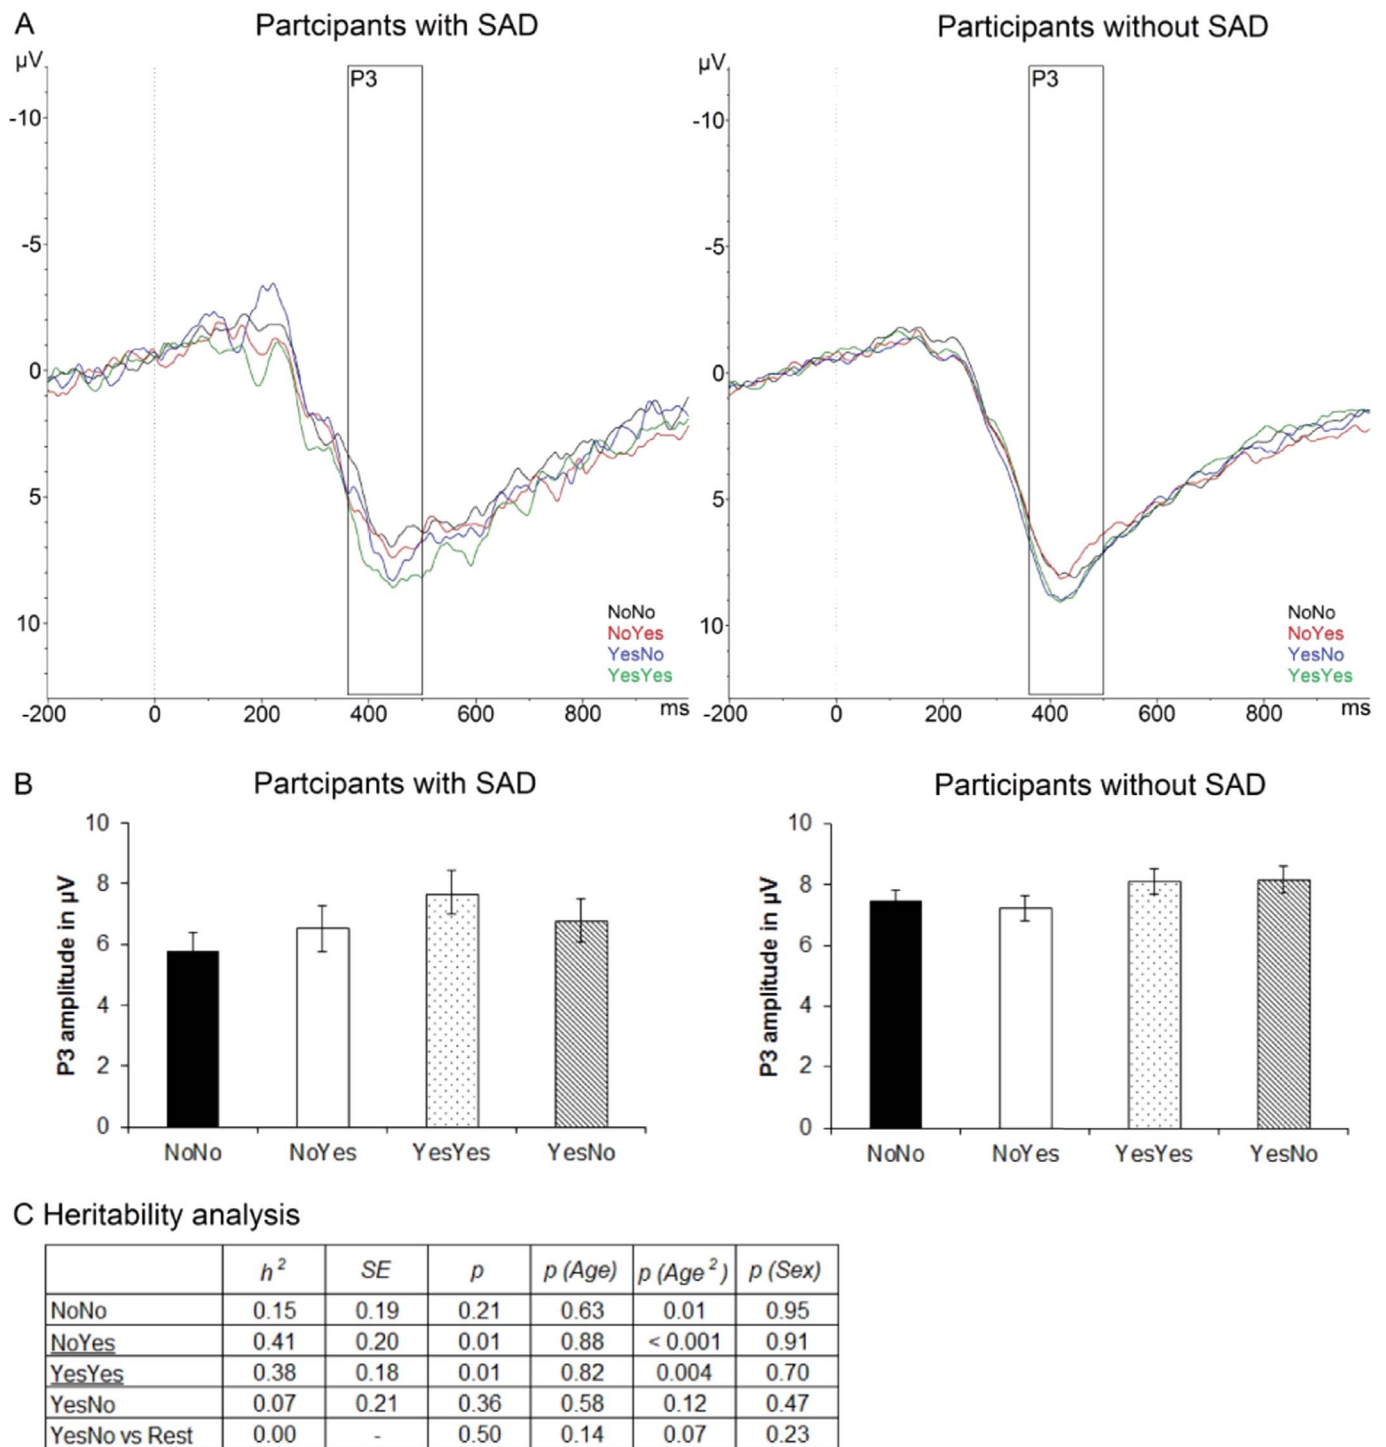 A
Partcipants with SAD
Participants without SAD
µV
P3
-10
-5
0
5
10
NoNo
NoYes
YesNo
YesYes
-200 0 200 400 600 800 ms
µV
P3
-10
-5
0
5
10
NoNo
NoYes
YesNo
YesYes
-200 0 200 400 600 800 ms
B
Partcipants with SAD
Participants without SAD
P3 amplitude in µV
10
8
6
4
2
0
NoNo NoYes YesYes YesNo
P3 amplitude in µV
10
8
6
4
2
0
NoNo NoYes YesYes YesNo
C Heritability analysis
h² SE p p (Age) p (Age²) p (Sex)
NoNo 0.15 0.19 0.21 0.63 0.01 0.95
NoYes 0.41 0.20 0.01 0.88 < 0.001 0.91
YesYes 0.38 0.18 0.01 0.82 0.004 0.70
YesNo 0.07 0.21 0.36 0.58 0.12 0.47
YesNo vs Rest 0.00 - 0.50 0.14 0.07 0.23